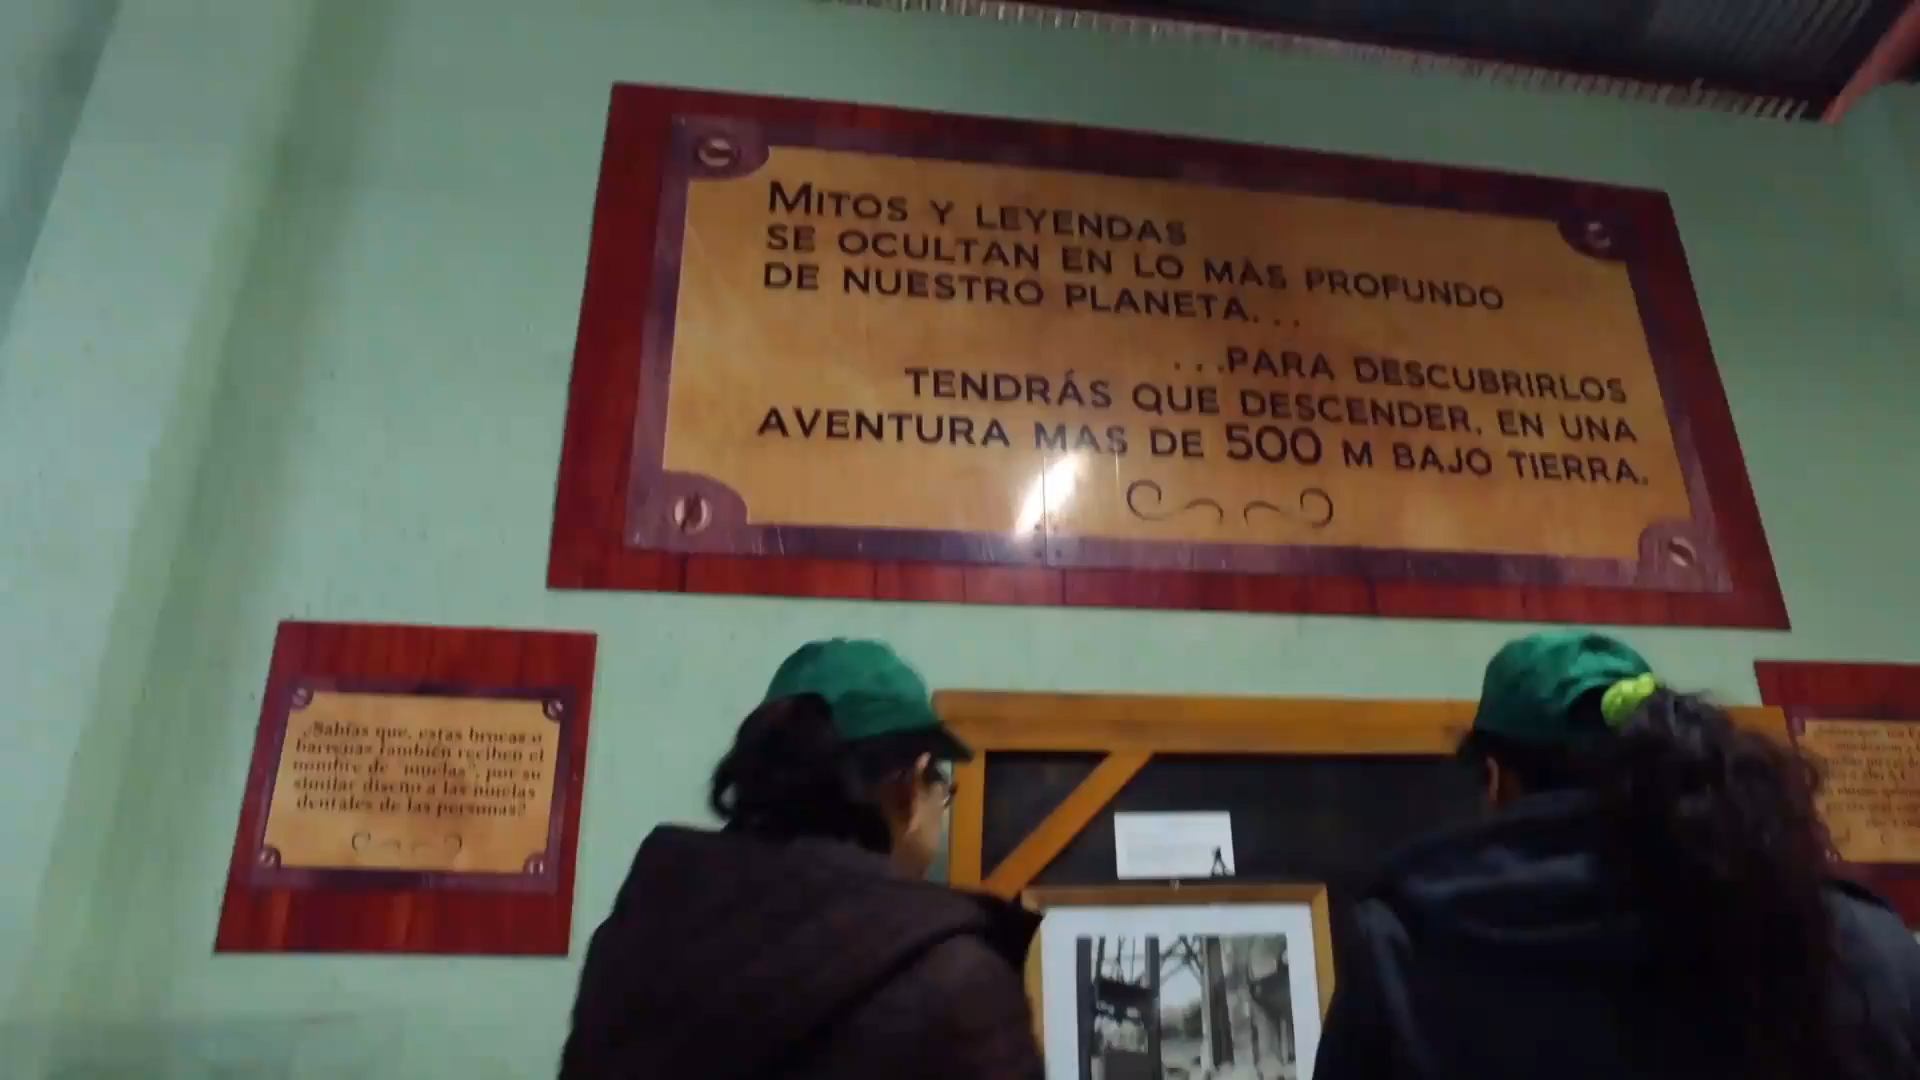 MITOS Y LEYENDAS
SE OCULTAN EN LO MÀS PROFUNDO
DE NUESTRO PLANETA...
...PARA DESCUBRIRLOS
TENDRÁS QUE DESCENDER, EN UNA
AVENTURA MAS DE 500 M BAJO TIERRA.
¿Sabías que, estas brocas o
barrenas también reciben el
nombre de "muelas", por su
similar diseño a las muelas
dentales de las personas?